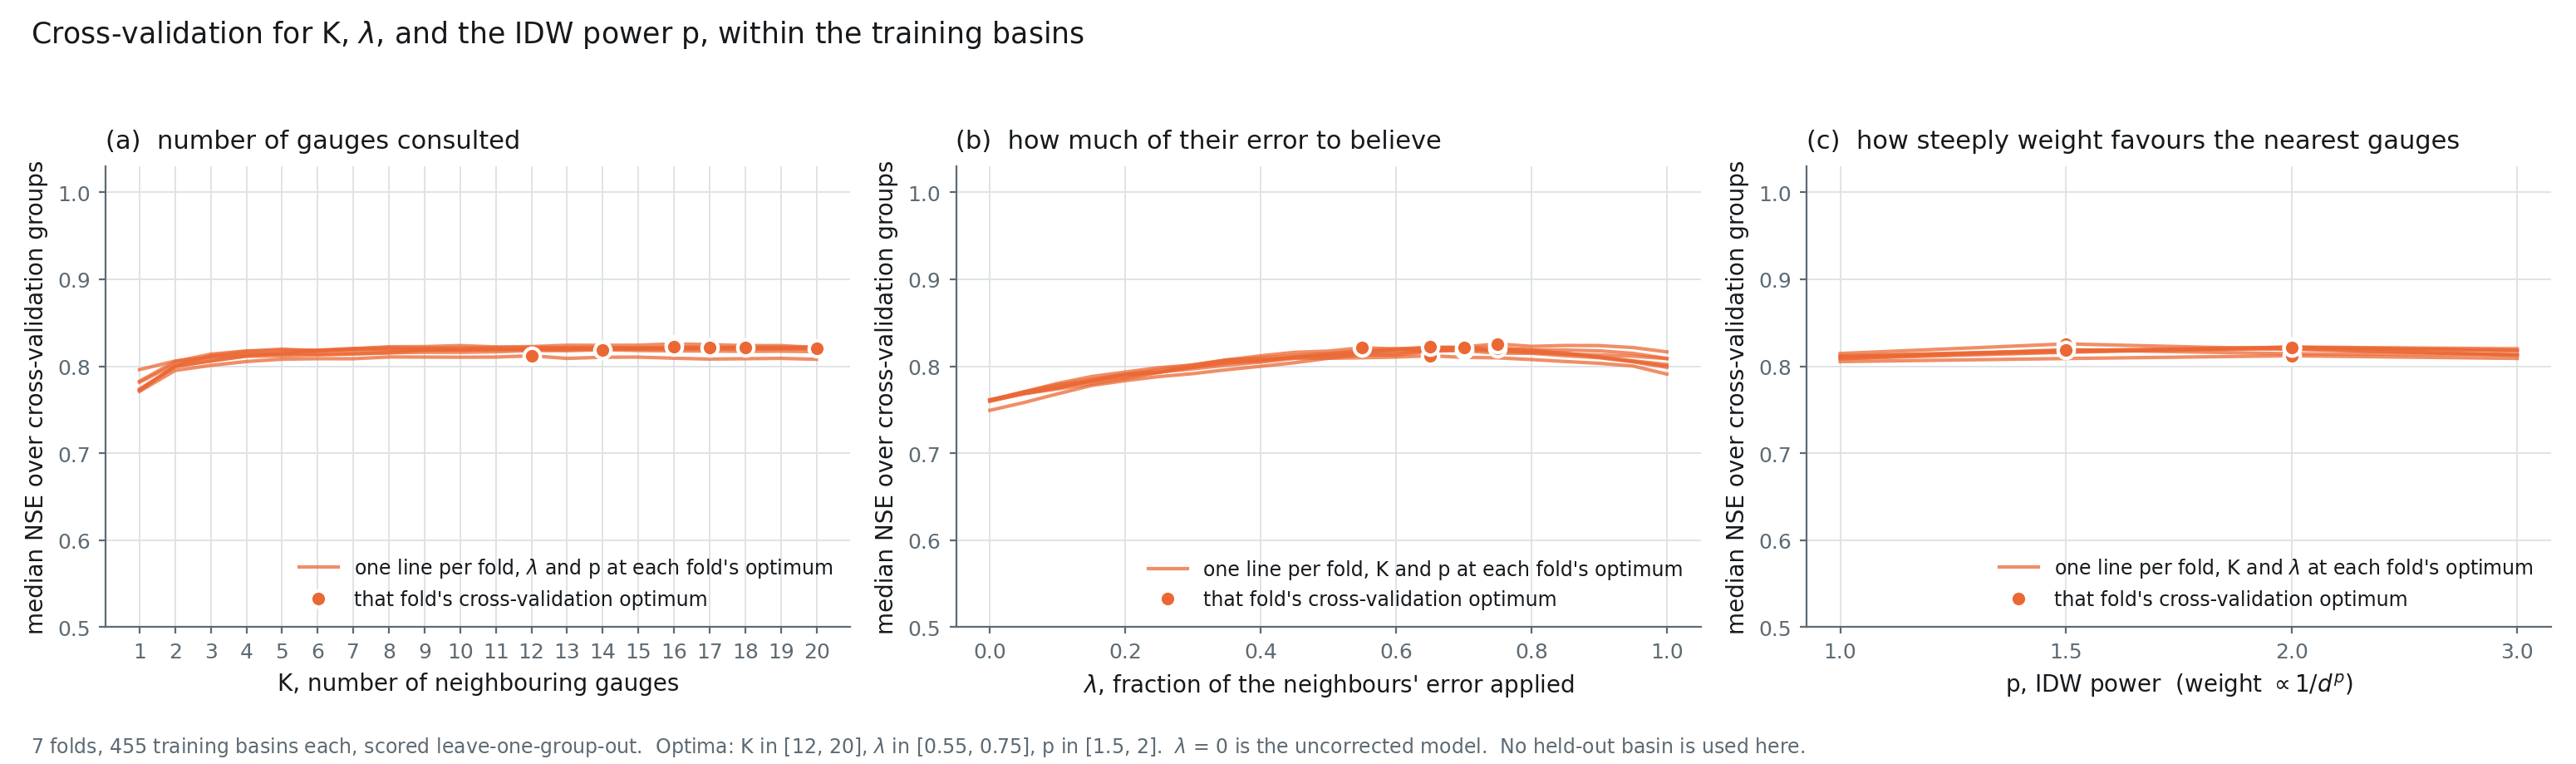 Cross-validation for K, λ, and the IDW power p, within the training basins
(a) number of gauges consulted
median NSE over cross-validation groups
1.0
0.9
0.8
0.7
0.6
0.5
one line per fold, λ and p at each fold's optimum
that fold's cross-validation optimum
1 2 3 4 5 6 7 8 9 10 11 12 13 14 15 16 17 18 19 20
K, number of neighbouring gauges
(b) how much of their error to believe
median NSE over cross-validation groups
1.0
0.9
0.8
0.7
0.6
0.5
one line per fold, K and p at each fold's optimum
that fold's cross-validation optimum
0.0 0.2 0.4 0.6 0.8 1.0
λ, fraction of the neighbours' error applied
(c) how steeply weight favours the nearest gauges
median NSE over cross-validation groups
1.0
0.9
0.8
0.7
0.6
0.5
one line per fold, K and λ at each fold's optimum
that fold's cross-validation optimum
1.0 1.5 2.0 3.0
p, IDW power (weight ∝ 1/d^p)
7 folds, 455 training basins each, scored leave-one-group-out. Optima: K in [12, 20], λ in [0.55, 0.75], p in [1.5, 2]. λ = 0 is the uncorrected model. No held-out basin is used here.